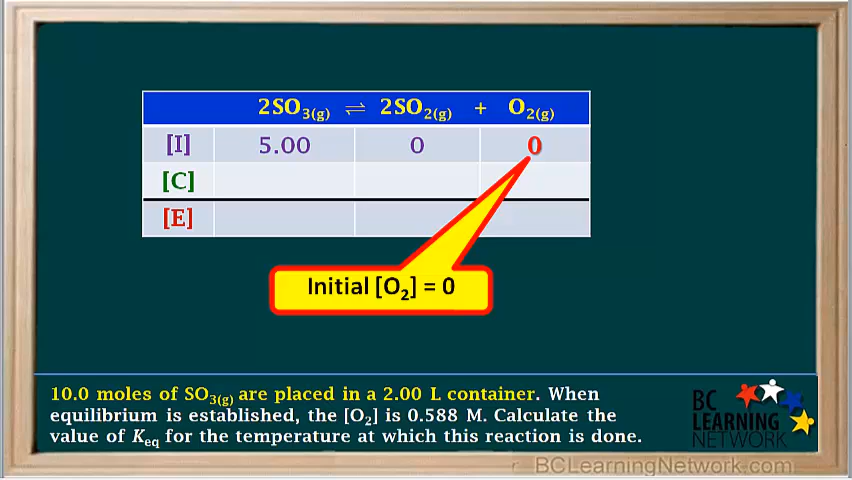 2SO₃(g) ⇌ 2SO₂(g) + O₂(g)
[I] 5.00 0 0
[C]
[E]
Initial [O₂] = 0
10.0 moles of SO₃(g) are placed in a 2.00 L container. When
equilibrium is established, the [O₂] is 0.588 M. Calculate the
value of Keq for the temperature at which this reaction is done.
BC
LEARNING
NETWORK
BCLearningNetwork.com